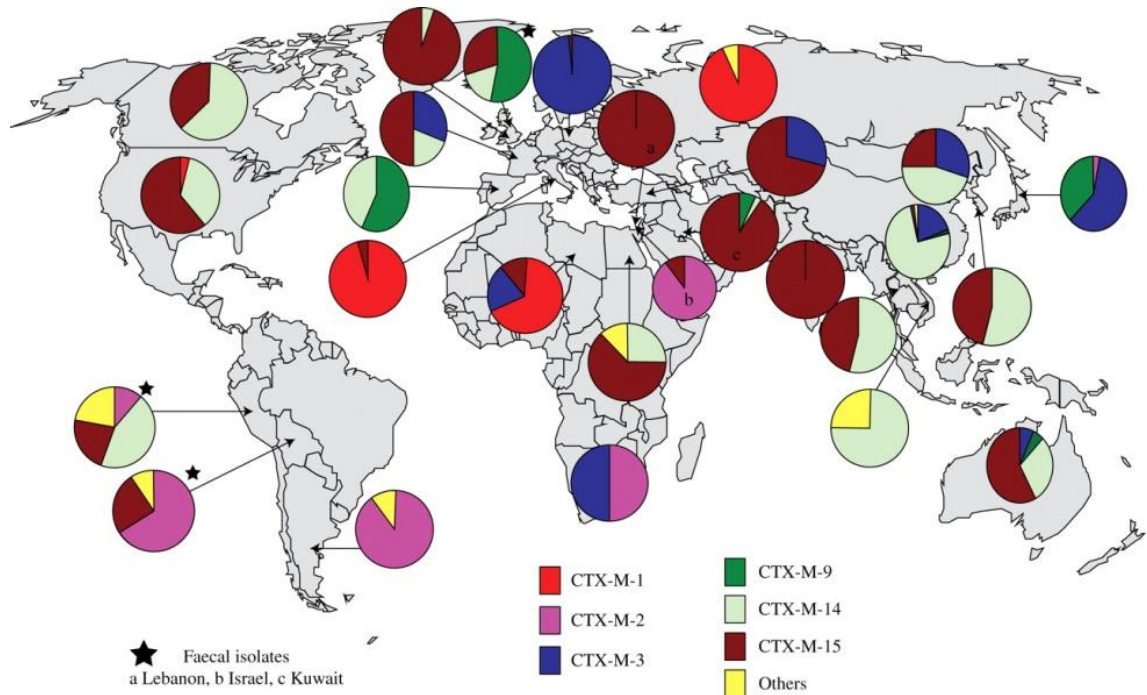 a
c
b
CTX-M-1
CTX-M-2
CTX-M-3
CTX-M-9
CTX-M-14
CTX-M-15
Others
Faecal isolates
a Lebanon, b Israel, c Kuwait